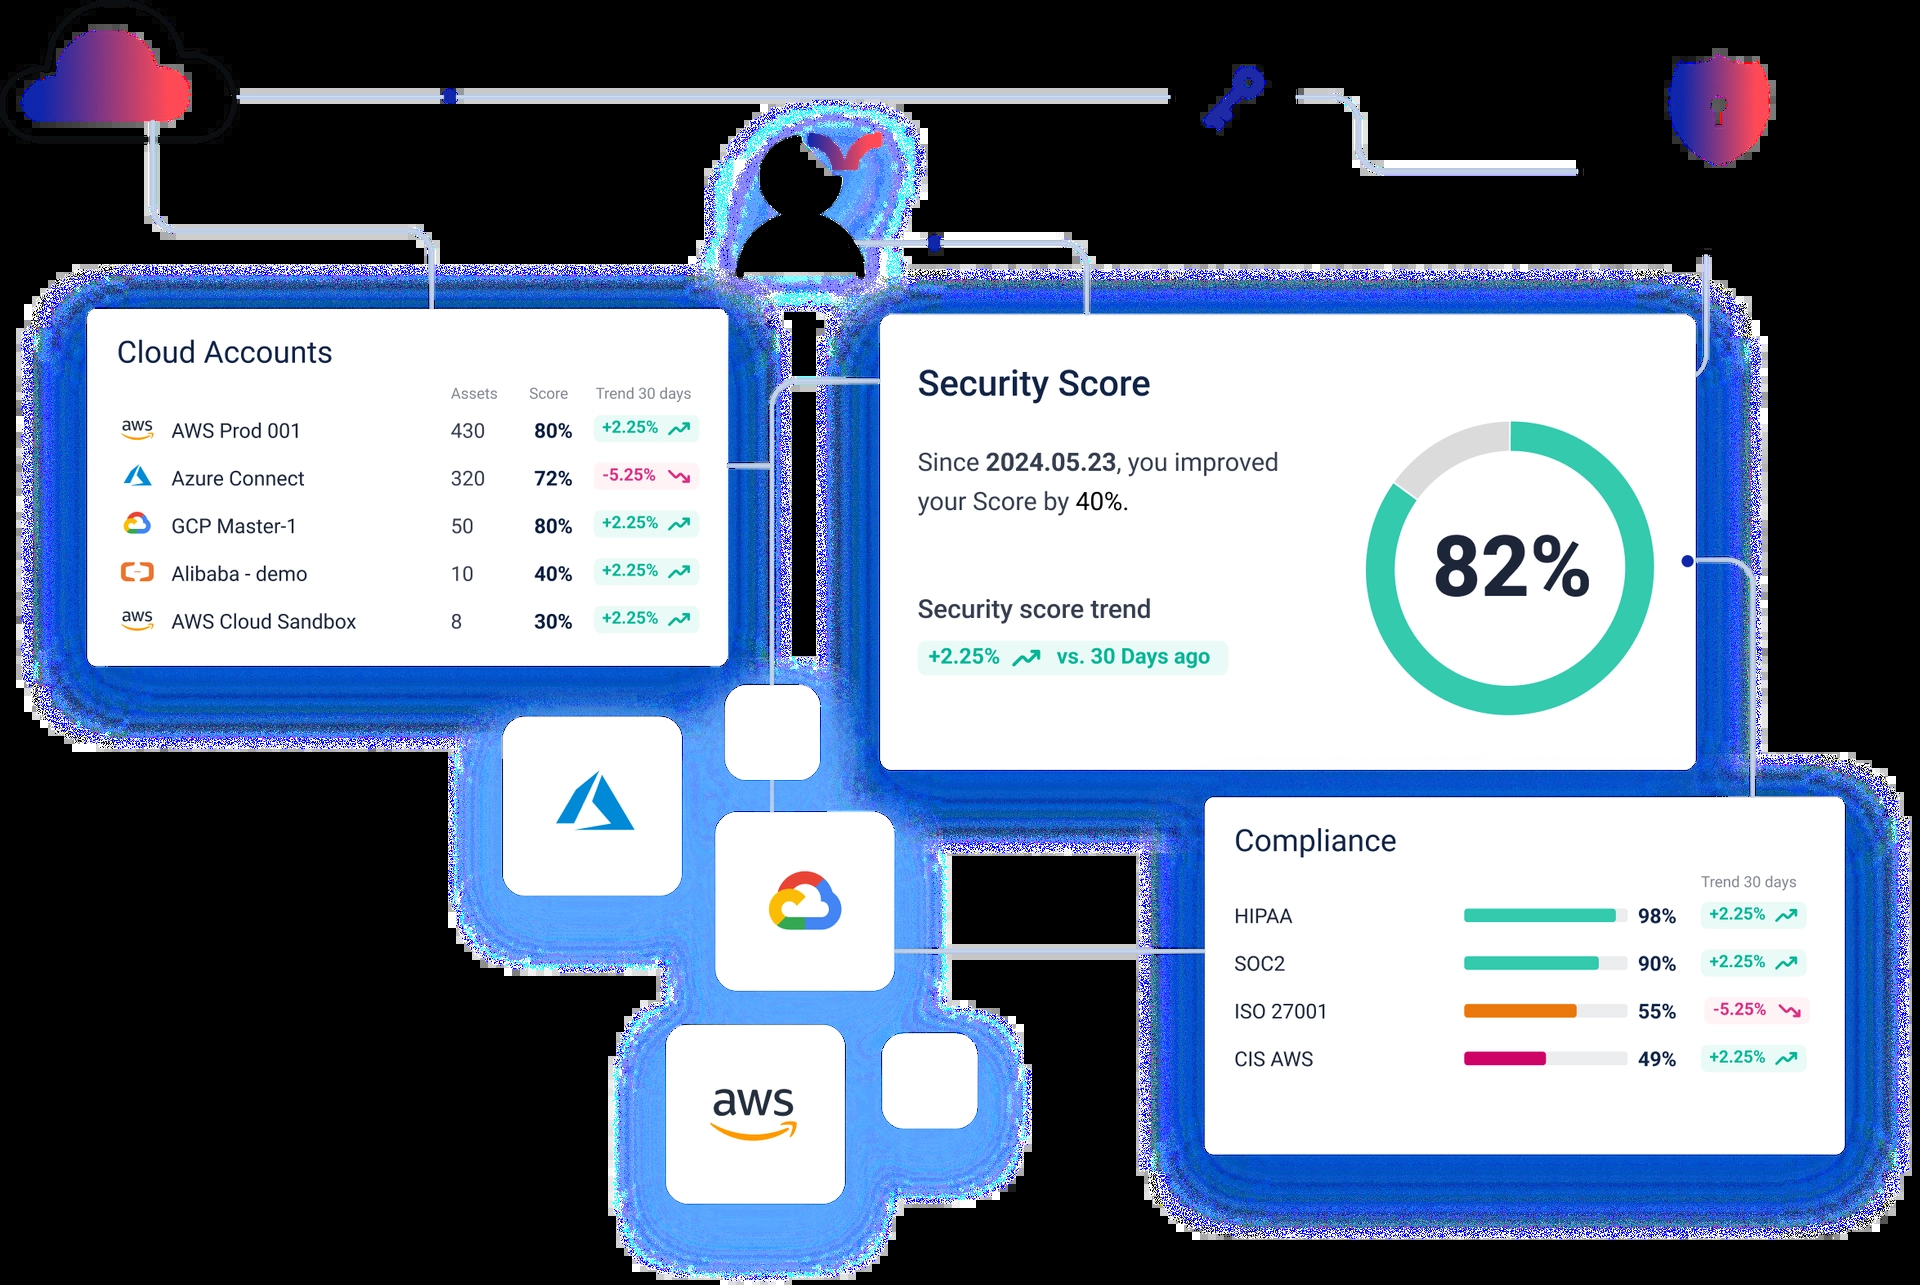 Cloud Accounts
Assets Score Trend 30 days
aws AWS Prod 001 430 80% +2.25%
Azure Connect 320 72% -5.25%
GCP Master-1 50 80% +2.25%
Alibaba - demo 10 40% +2.25%
aws AWS Cloud Sandbox 8 30% +2.25%
Security Score
Since 2024.05.23, you improved
your Score by 40%.
82%
Security score trend
+2.25% vs. 30 Days ago
aws
Compliance
Trend 30 days
HIPAA 98% +2.25%
SOC2 90% +2.25%
ISO 27001 55% -5.25%
CIS AWS 49% +2.25%